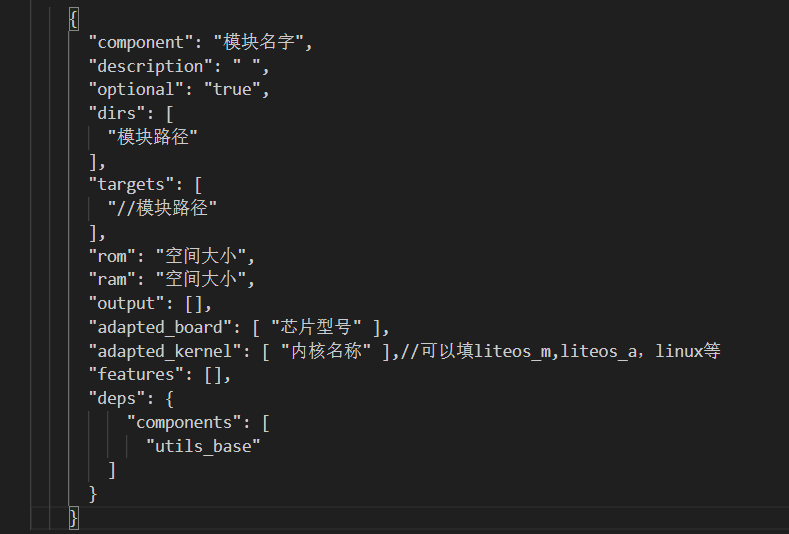 {
"component": "模块名字",
"description": " ",
"optional": "true",
"dirs": [
"模块路径"
],
"targets": [
"//模块路径"
],
"rom": "空间大小",
"ram": "空间大小",
"output": [],
"adapted_board": [ "芯片型号" ],
"adapted_kernel": [ "内核名称" ],//可以填liteos_m,liteos_a，linux等
"features": [],
"deps": {
"components": [
"utils_base"
]
}
}